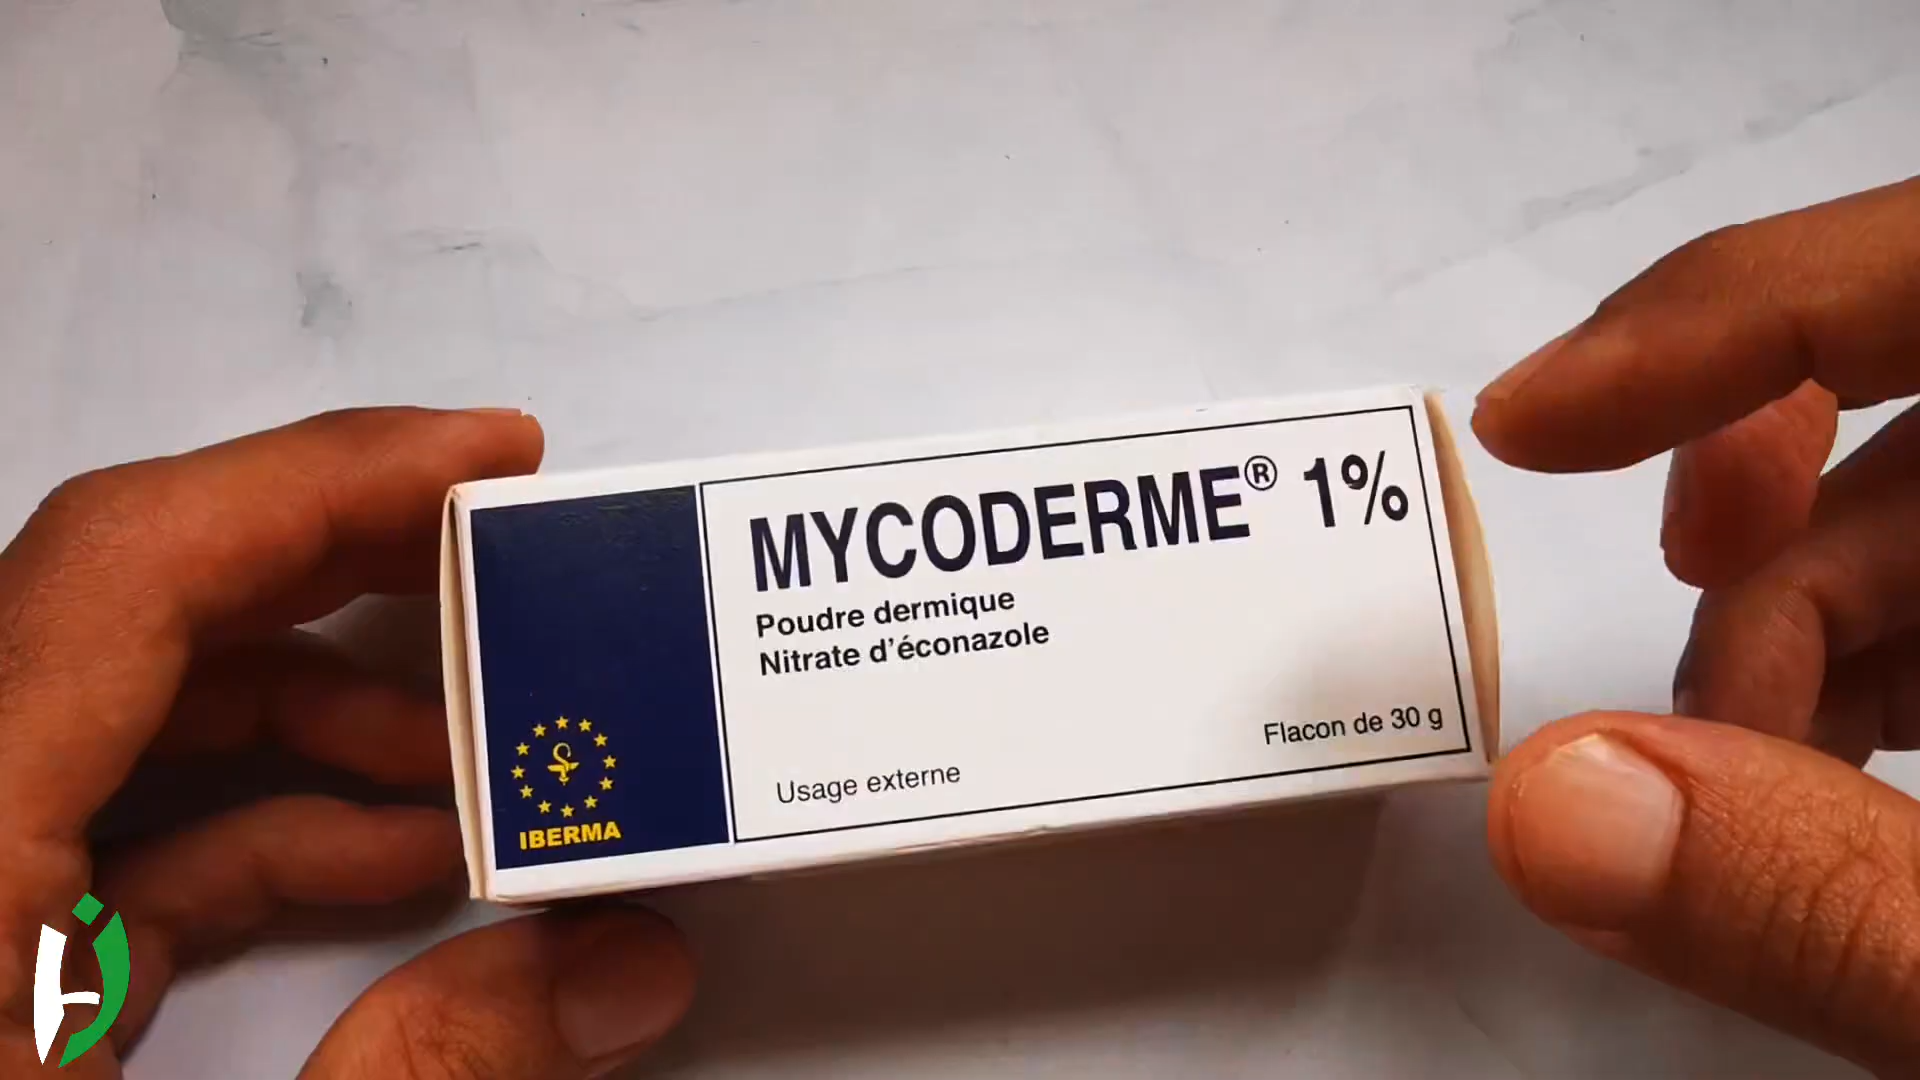 MYCODERME® 1%
Poudre dermique
Nitrate d'éconazole
Flacon de 30 g
Usage externe
IBERMA